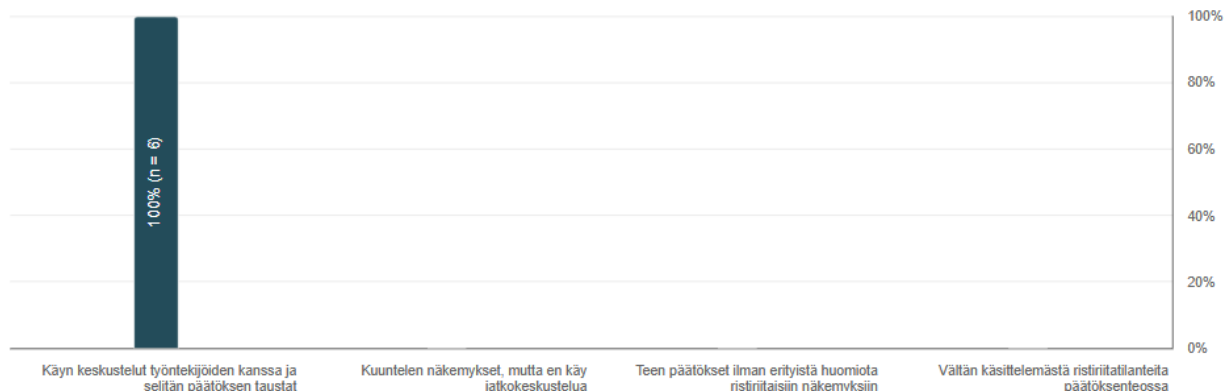 100%
80%
60%
40%
20%
0%
100% (n = 6)
Käyn keskustelut työntekijöiden kanssa ja
selitän päätöksen taustat
Kuuntelen näkemykset, mutta en käy
jatkokeskustelua
Teen päätökset ilman erityistä huomiota
ristiriitaisiin näkemyksiin
Vältän käsittelemästä ristiriitatilanteita
päätöksenteossa